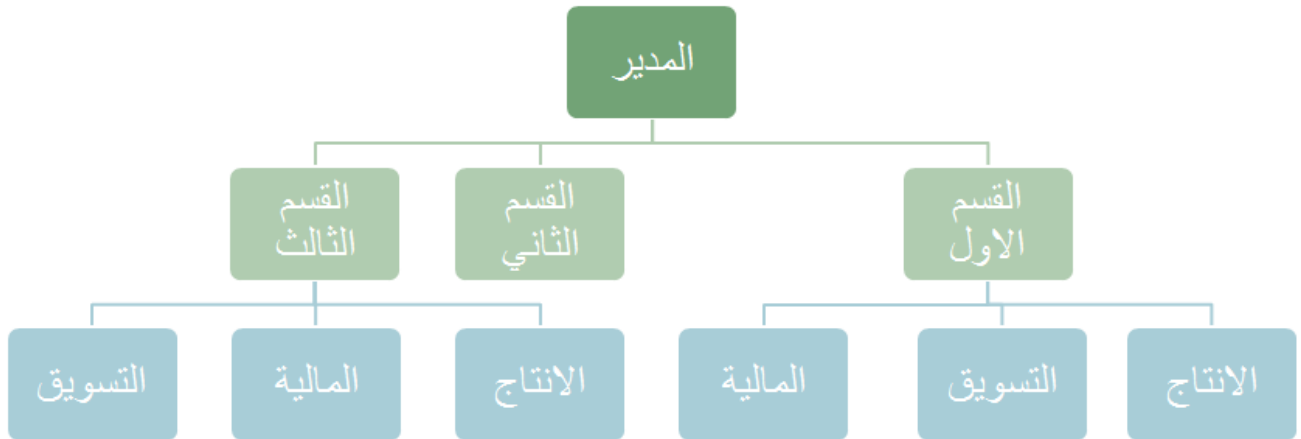 المدير
القسم
الاول
القسم
الثاني
القسم
الثالث
الانتاج
التسويق
المالية
الانتاج
المالية
التسويق